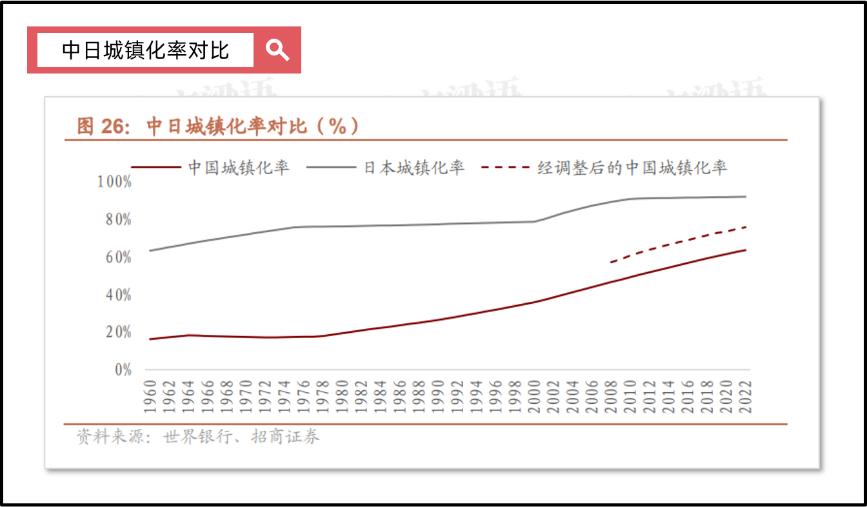 中日城镇化率对比
图 26：中日城镇化率对比（%）
中国城镇化率 日本城镇化率 经调整后的中国城镇化率
100%
80%
60%
40%
20%
0%
1960 1962 1964 1966 1968 1970 1972 1974 1976 1978 1980 1982 1984 1986 1988 1990 1992 1994 1996 1998 2000 2002 2004 2006 2008 2010 2012 2014 2016 2018 2020 2022
资料来源：世界银行、招商证券